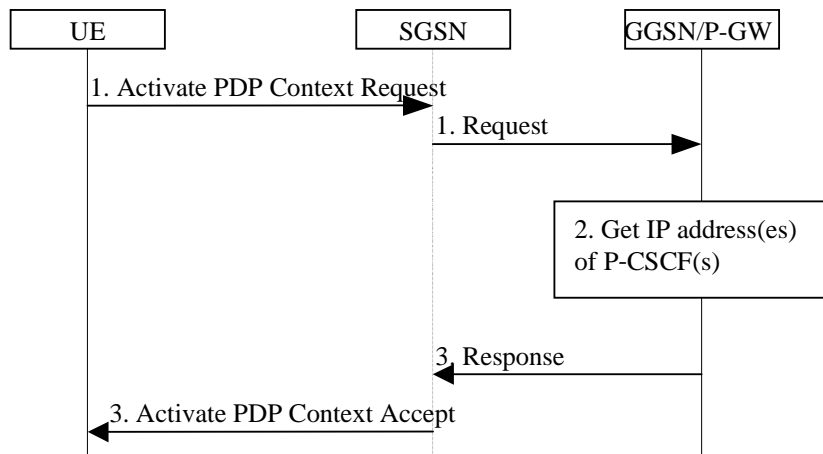 UE
SGSN
GGSN/P-GW
1. Activate PDP Context Request
1. Request
2. Get IP address(es)
of P-CSCF(s)
3. Response
3. Activate PDP Context Accept